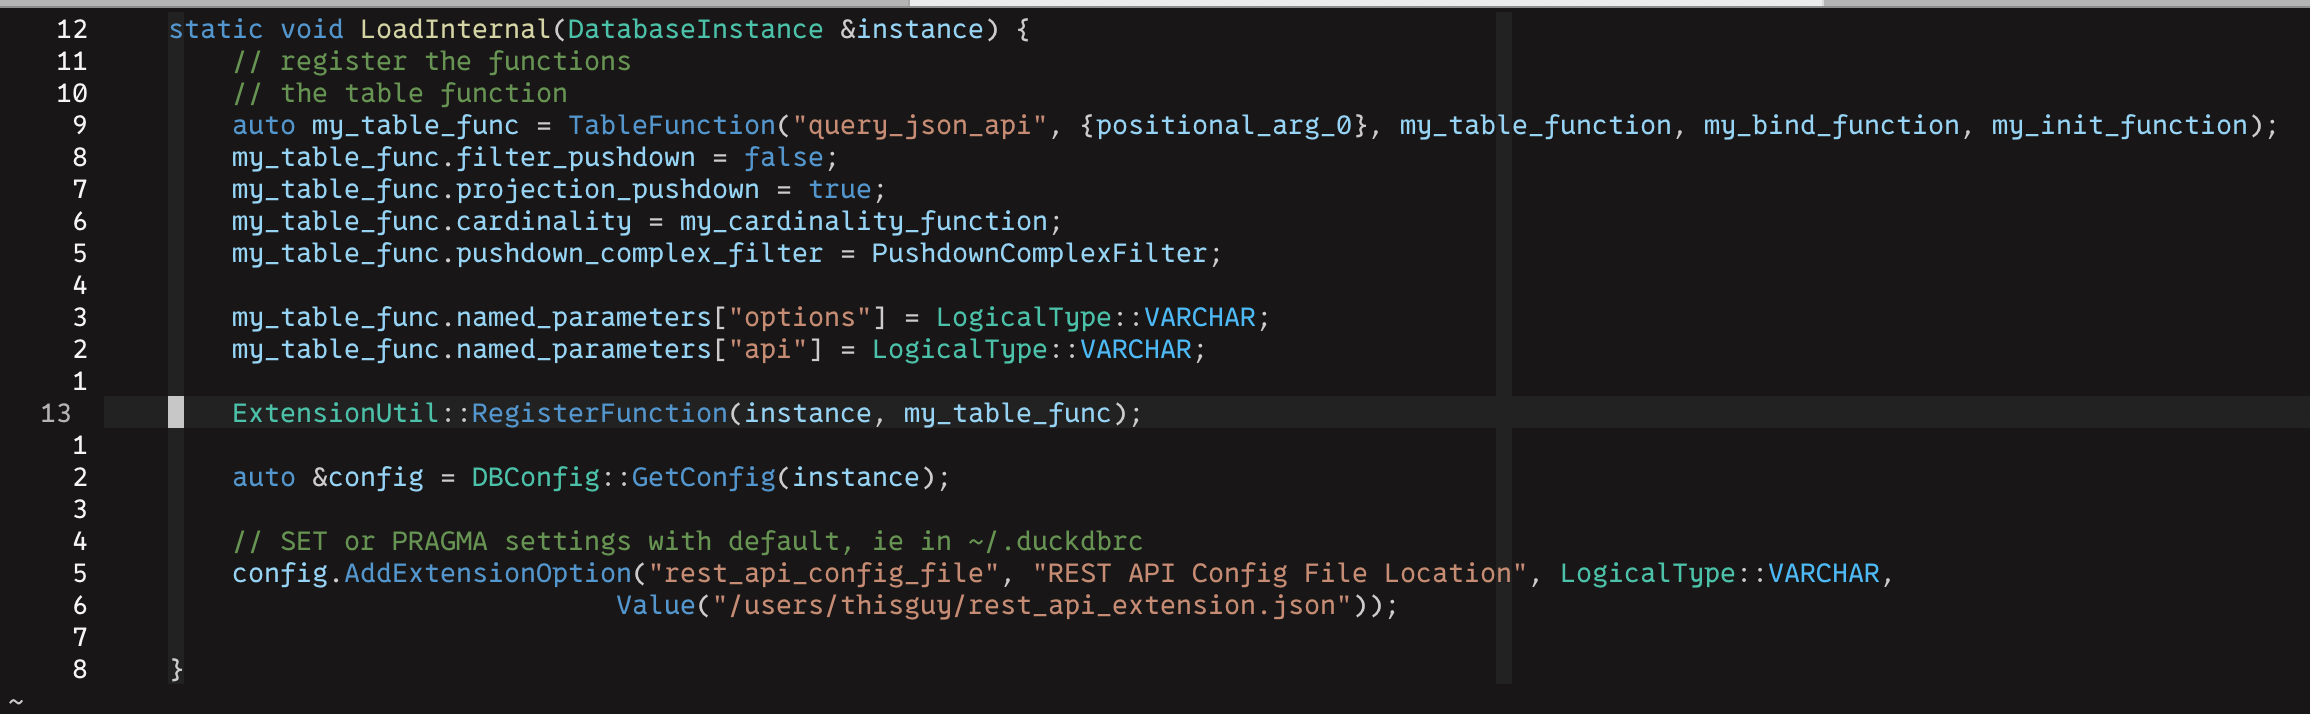 12 static void LoadInternal(DatabaseInstance &instance) {
11 // register the functions
10 // the table function
9 auto my_table_func = TableFunction("query_json_api", {positional_arg_0}, my_table_function, my_bind_function, my_init_function);
8 my_table_func.filter_pushdown = false;
7 my_table_func.projection_pushdown = true;
6 my_table_func.cardinality = my_cardinality_function;
5 my_table_func.pushdown_complex_filter = PushdownComplexFilter;
4
3 my_table_func.named_parameters["options"] = LogicalType::VARCHAR;
2 my_table_func.named_parameters["api"] = LogicalType::VARCHAR;
1
13 ExtensionUtil::RegisterFunction(instance, my_table_func);
1
2 auto &config = DBConfig::GetConfig(instance);
3
4 // SET or PRAGMA settings with default, ie in ~/.duckdbrc
5 config.AddExtensionOption("rest_api_config_file", "REST API Config File Location", LogicalType::VARCHAR,
6 Value("/users/thisguy/rest_api_extension.json"));
7
8 }
~